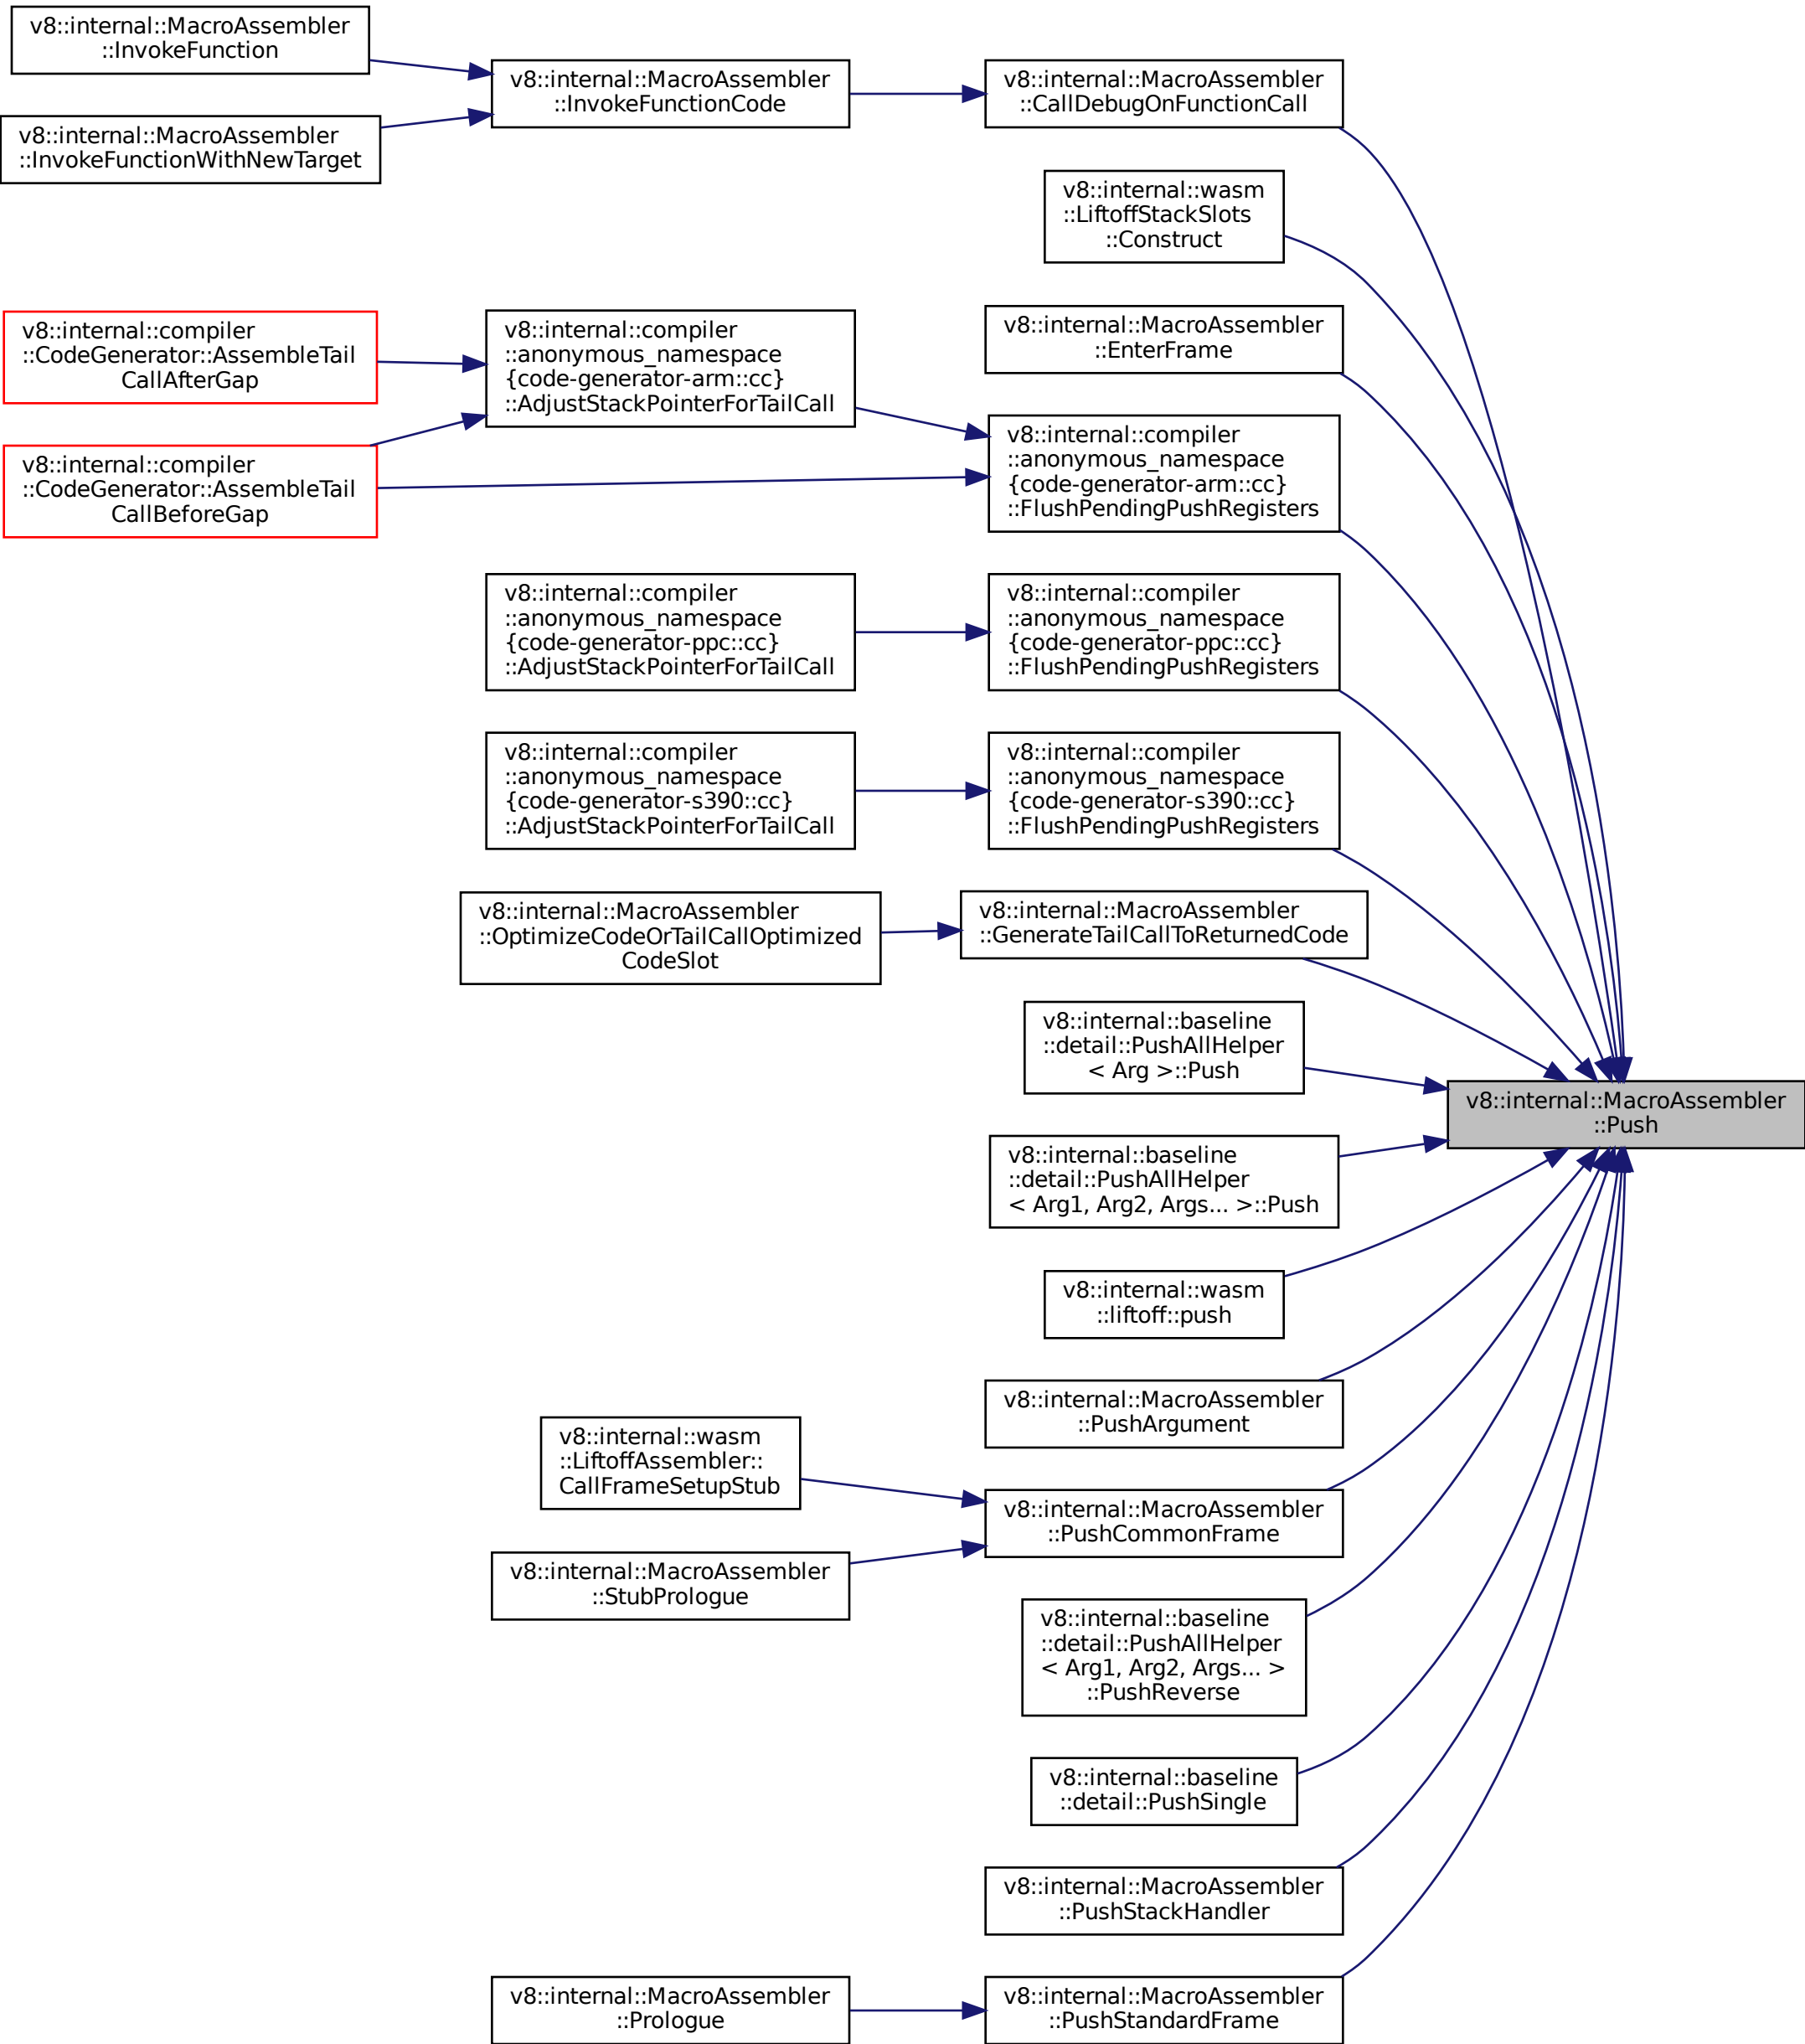 v8::internal::MacroAssembler
::InvokeFunction
v8::internal::MacroAssembler
::InvokeFunctionWithNewTarget
v8::internal::compiler
::CodeGenerator::AssembleTail
CallAfterGap
v8::internal::compiler
::CodeGenerator::AssembleTail
CallBeforeGap
v8::internal::MacroAssembler
::InvokeFunctionCode
v8::internal::compiler
::anonymous_namespace
{code-generator-arm::cc}
::AdjustStackPointerForTailCall
v8::internal::compiler
::anonymous_namespace
{code-generator-ppc::cc}
::AdjustStackPointerForTailCall
v8::internal::compiler
::anonymous_namespace
{code-generator-s390::cc}
::AdjustStackPointerForTailCall
v8::internal::MacroAssembler
::OptimizeCodeOrTailCallOptimized
CodeSlot
v8::internal::wasm
::LiftoffAssembler::
CallFrameSetupStub
v8::internal::MacroAssembler
::StubPrologue
v8::internal::MacroAssembler
::Prologue
v8::internal::MacroAssembler
::CallDebugOnFunctionCall
v8::internal::wasm
::LiftoffStackSlots
::Construct
v8::internal::MacroAssembler
::EnterFrame
v8::internal::compiler
::anonymous_namespace
{code-generator-arm::cc}
::FlushPendingPushRegisters
v8::internal::compiler
::anonymous_namespace
{code-generator-ppc::cc}
::FlushPendingPushRegisters
v8::internal::compiler
::anonymous_namespace
{code-generator-s390::cc}
::FlushPendingPushRegisters
v8::internal::MacroAssembler
::GenerateTailCallToReturnedCode
v8::internal::baseline
::detail::PushAllHelper
< Arg >::Push
v8::internal::baseline
::detail::PushAllHelper
< Arg1, Arg2, Args... >::Push
v8::internal::wasm
::liftoff::push
v8::internal::MacroAssembler
::PushArgument
v8::internal::MacroAssembler
::PushCommonFrame
v8::internal::baseline
::detail::PushAllHelper
< Arg1, Arg2, Args... >
::PushReverse
v8::internal::baseline
::detail::PushSingle
v8::internal::MacroAssembler
::PushStackHandler
v8::internal::MacroAssembler
::PushStandardFrame
v8::internal::MacroAssembler
::Push